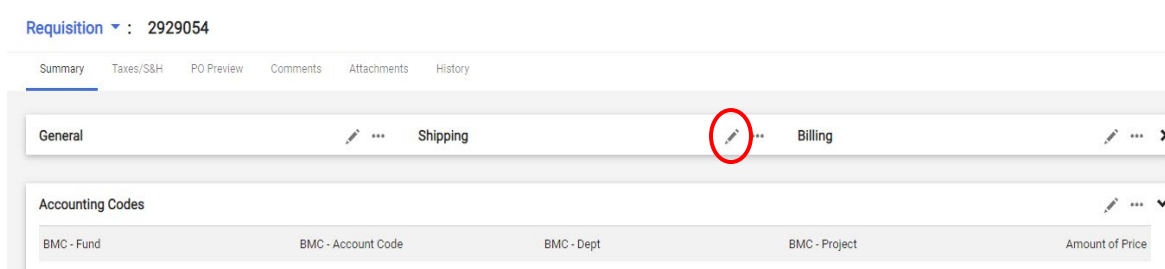 Requisition : 2929054
Summary Taxes/S&H PO Preview Comments Attachments History
General Shipping Billing
Accounting Codes
BMC - Fund BMC - Account Code BMC - Dept BMC - Project Amount of Price